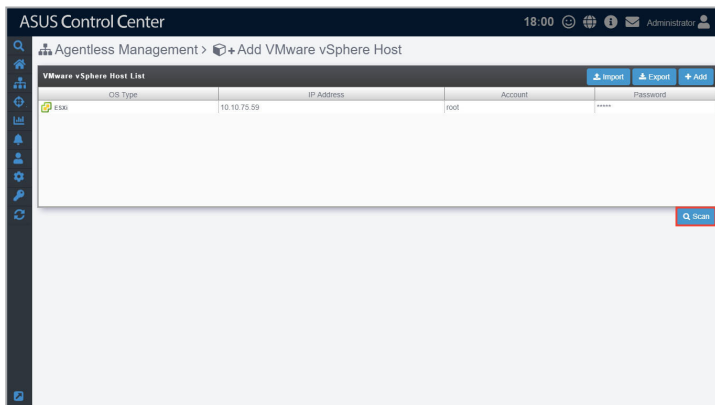 ASUS Control Center
18:00
Administrator
Agentless Management > + Add VMware vSphere Host
VMware vSphere Host List
Import
Export
+ Add
OS Type IP Address Account Password
ESXi 10.10.75.59 root *****
Scan